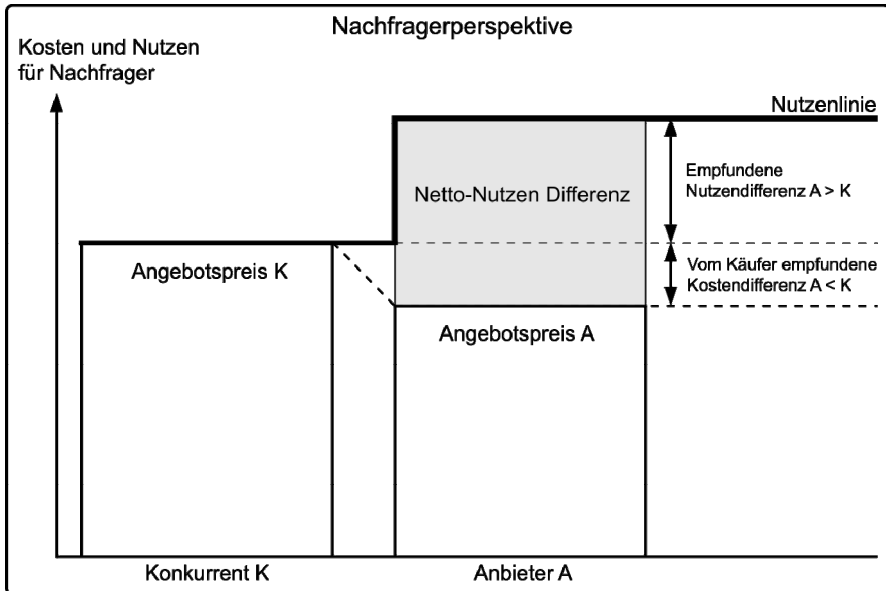 Nachfragerperspektive
Kosten und Nutzen
für Nachfrager
Nutzenlinie
Netto-Nutzen Differenz
Empfundene
Nutzendifferenz A > K
Angebotspreis K
Vom Käufer empfundene
Kostendifferenz A < K
Angebotspreis A
Konkurrent K
Anbieter A